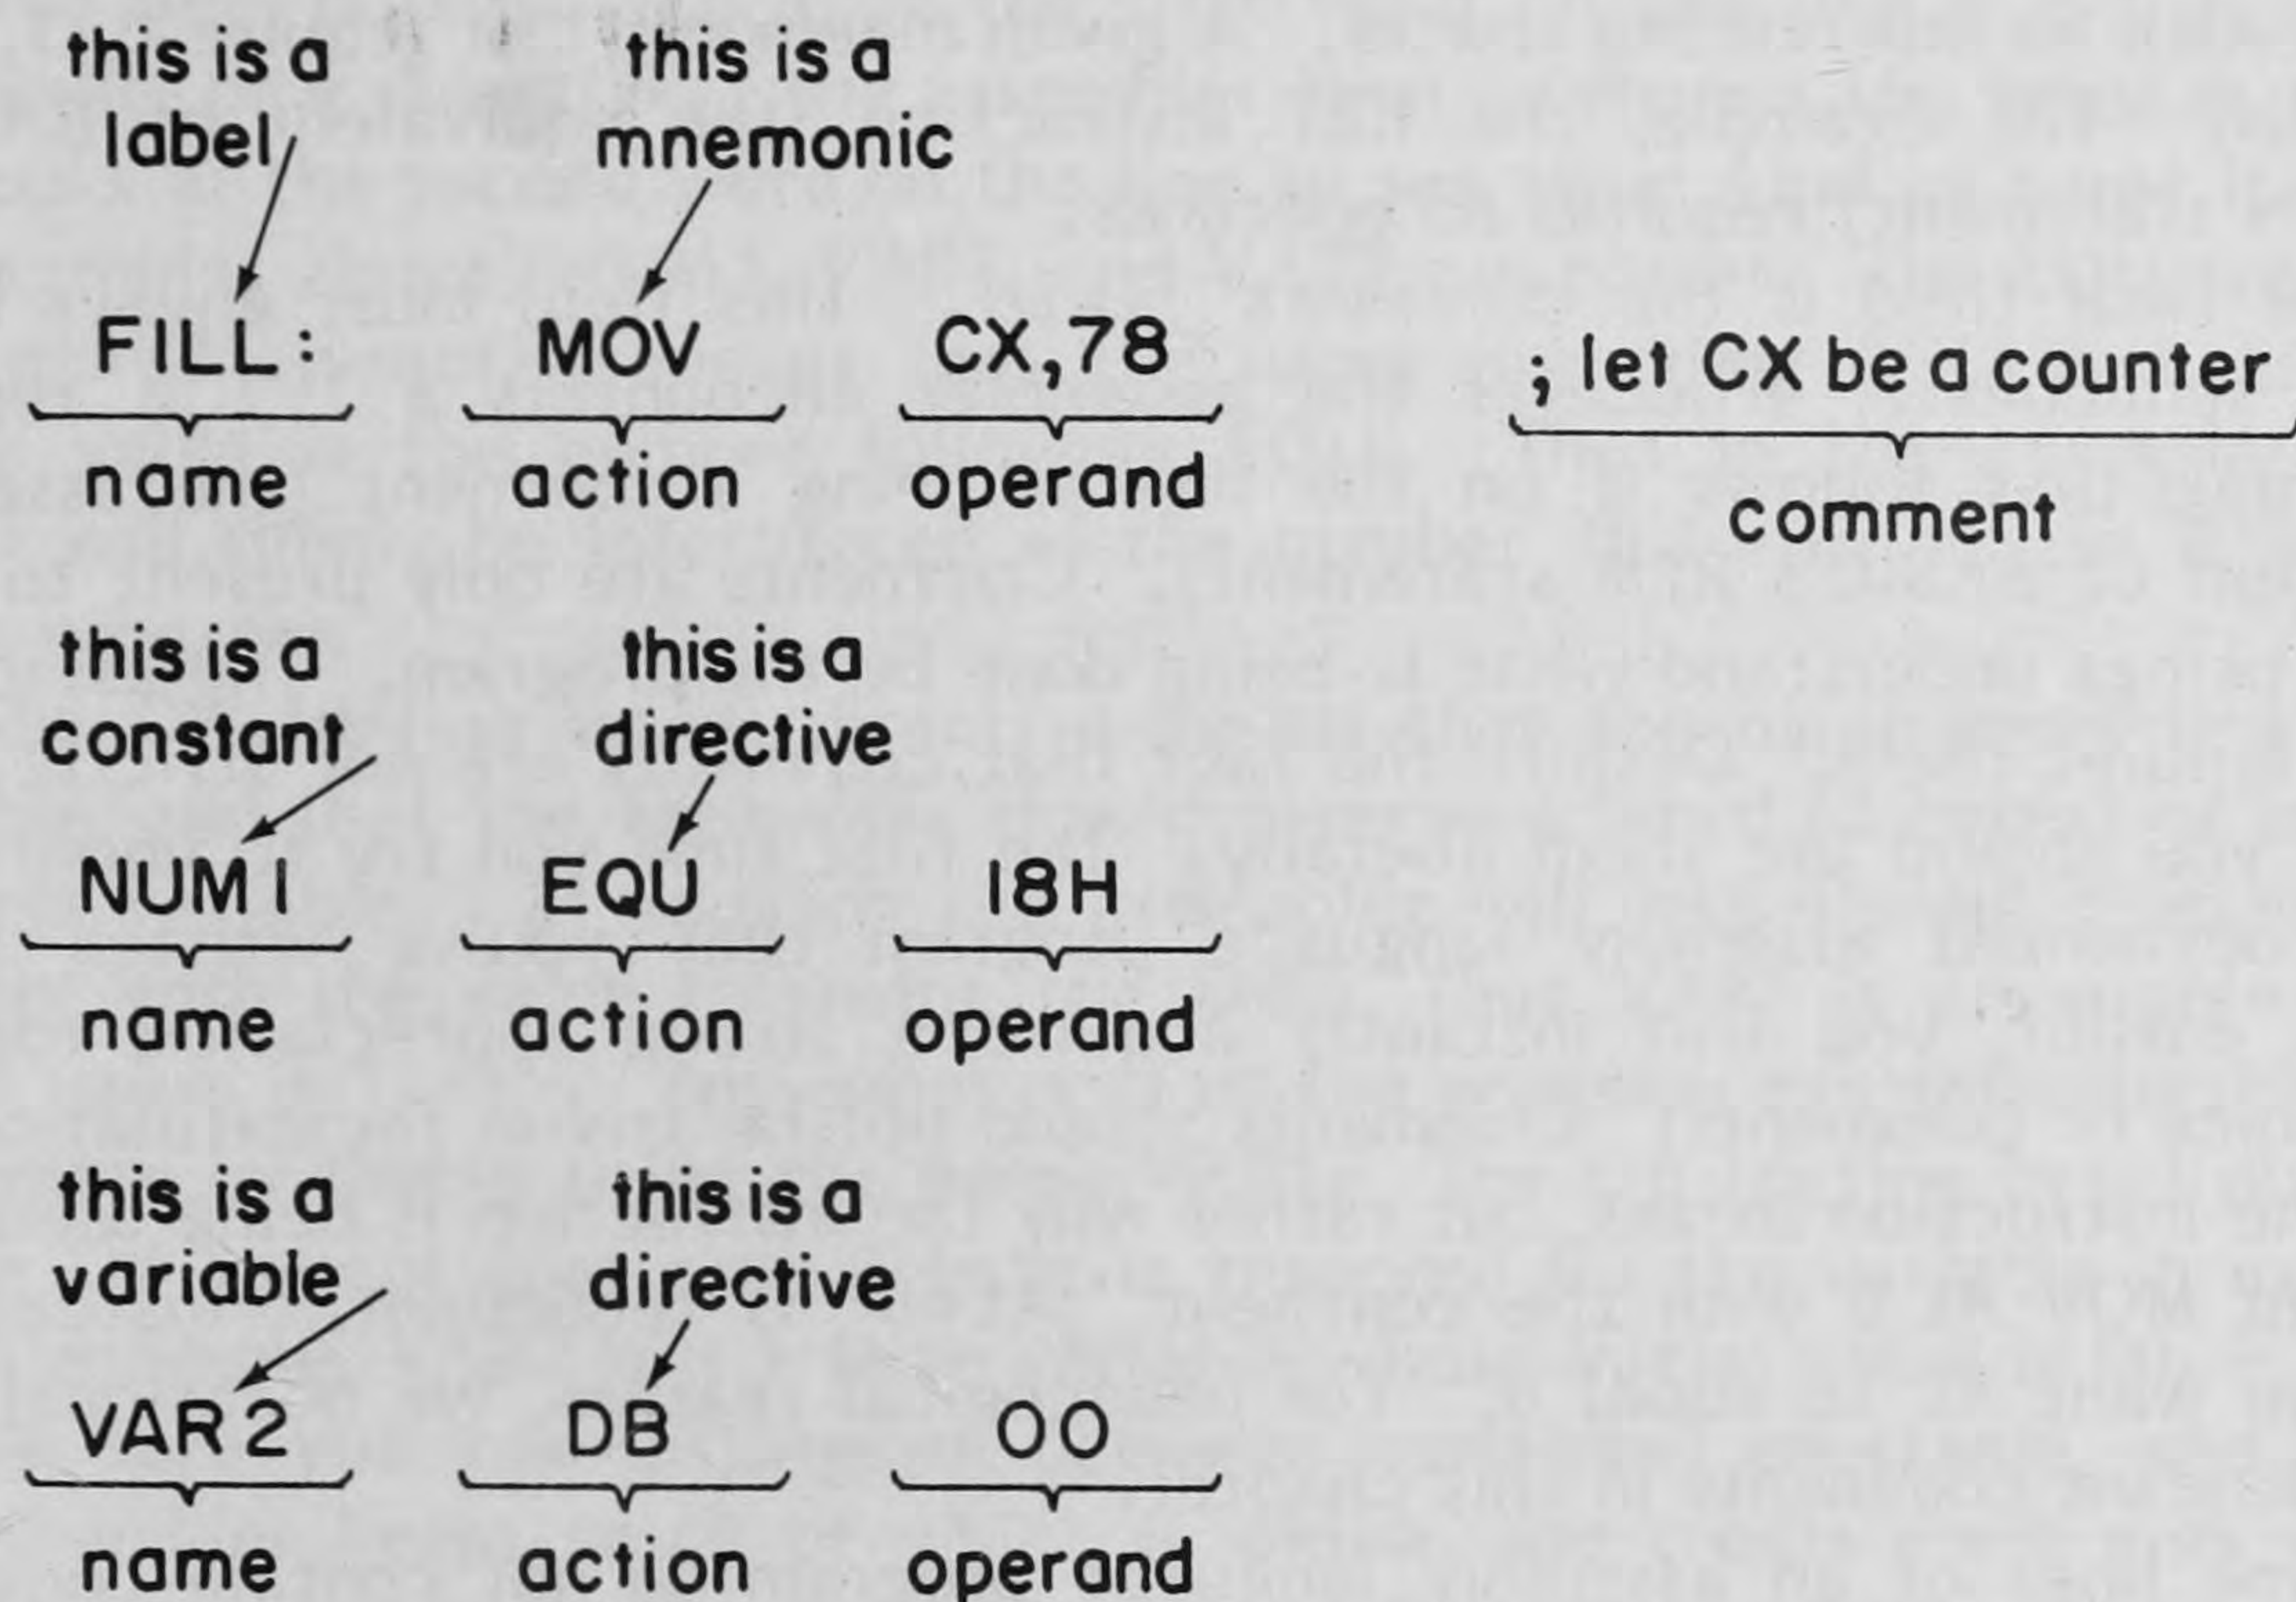 this is a this is a
label mnemonic
FILL: MOV CX,78 ; let CX be a counter
name action operand comment
this is a this is a
constant directive
NUM1 EQU 18H
name action operand
this is a this is a
variable directive
VAR2 DB 00
name action operand